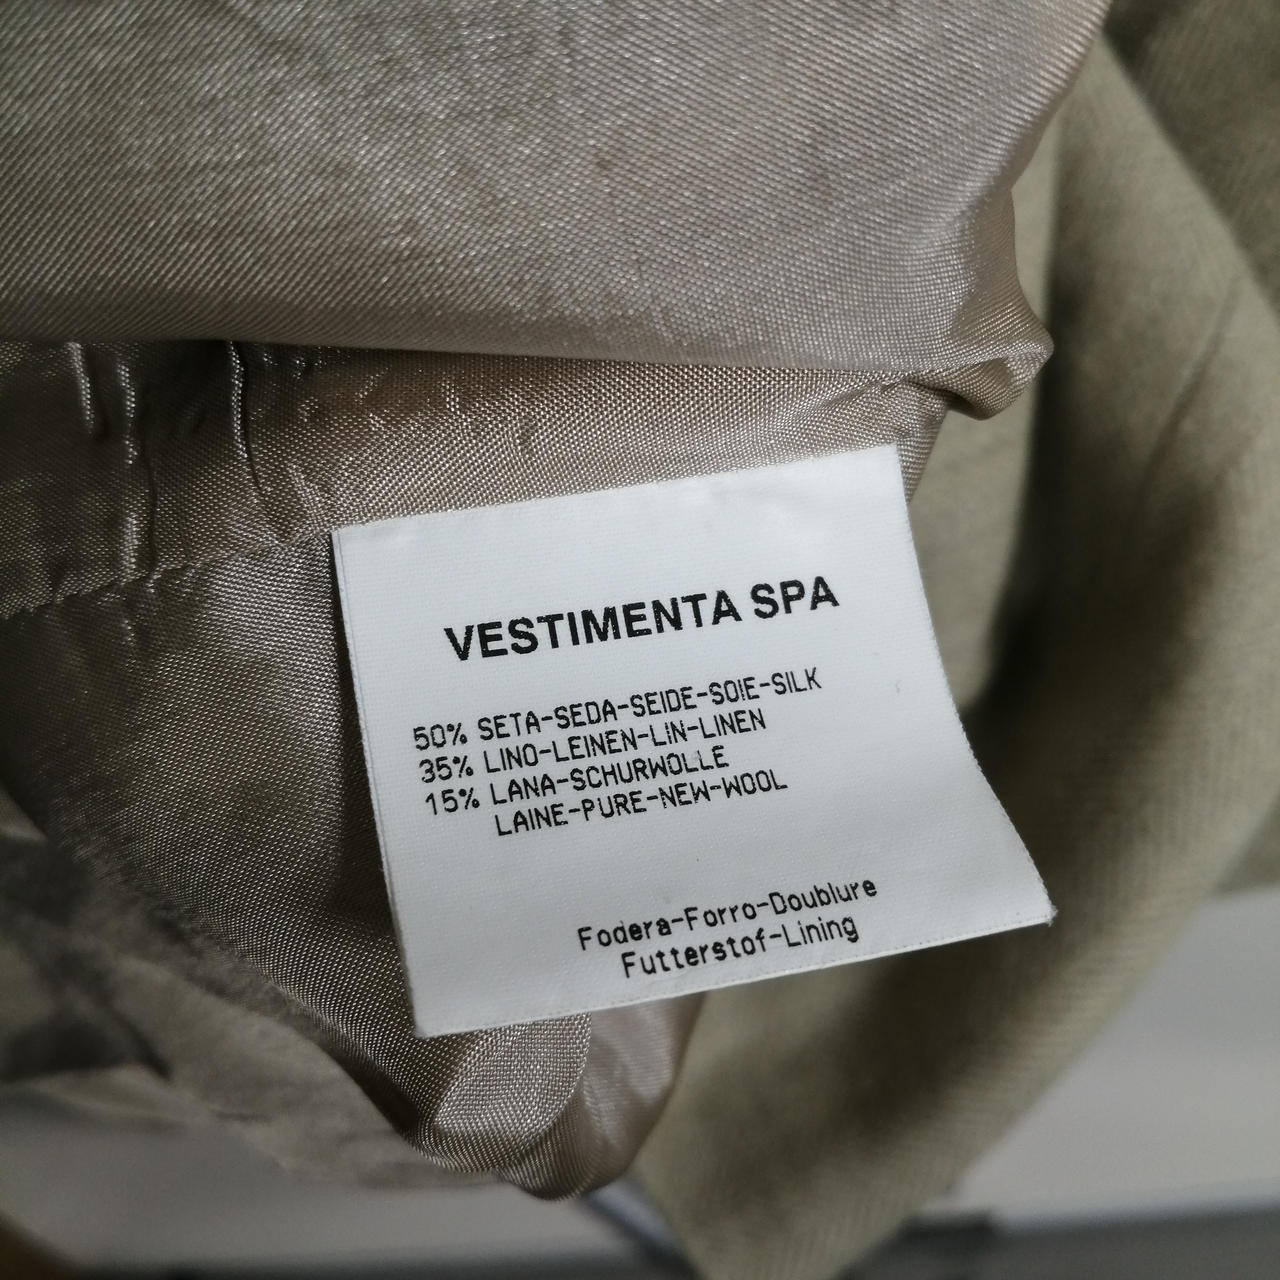 VESTIMENTA SPA
50% SETA-SEDA-SEIDE-SOIE-SILK
35% LINO-LEINEN-LIN-LINEN
15% LANA-SCHURWOLLE
LAINE-PURE-NEW-WOOL
Fodera-Forro-Doublure
Futterstof-Lining